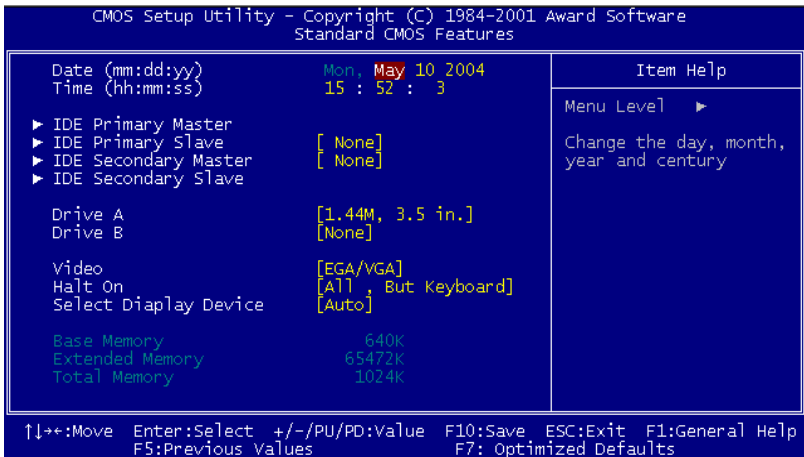 CMOS Setup Utility - Copyright (C) 1984-2001 Award Software
Standard CMOS Features
Date (mm:dd:yy) Mon, May 10 2004
Time (hh:mm:ss) 15 : 52 : 3
► IDE Primary Master
► IDE Primary Slave [ None]
► IDE Secondary Master [ None]
► IDE Secondary Slave
Drive A [1.44M, 3.5 in.]
Drive B [None]
Video [EGA/VGA]
Halt On [All , But Keyboard]
Select Diaplay Device [Auto]
Base Memory 640K
Extended Memory 65472K
Total Memory 1024K
Item Help
Menu Level ►
Change the day, month,
year and century
↑↓→←:Move Enter:Select +/-/PU/PD:Value F10:Save ESC:Exit F1:General Help
F5:Previous Values F7: Optimized Defaults